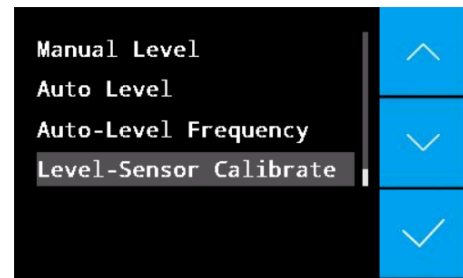 Manual Level
Auto Level
Auto-Level Frequency
Level-Sensor Calibrate